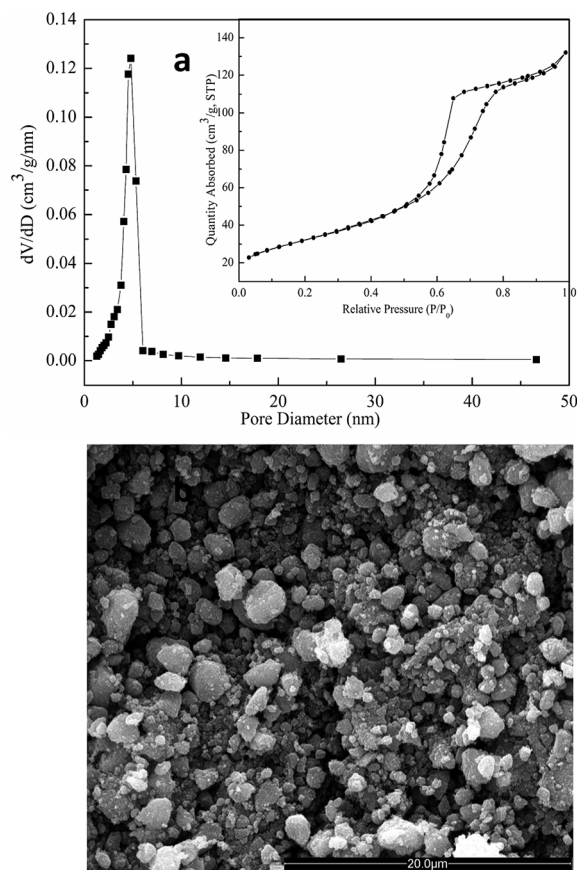 a
dV/dD (cm³/g/nm)
0.14
0.12
0.10
0.08
0.06
0.04
0.02
0.00
0 10 20 30 40 50
Pore Diameter (nm)
Quantity Absorbed (cm³/g, STP)
140
120
100
80
60
40
20
0.0 0.2 0.4 0.6 0.8 1.0
Relative Pressure (P/P₀)
b
20.0μm